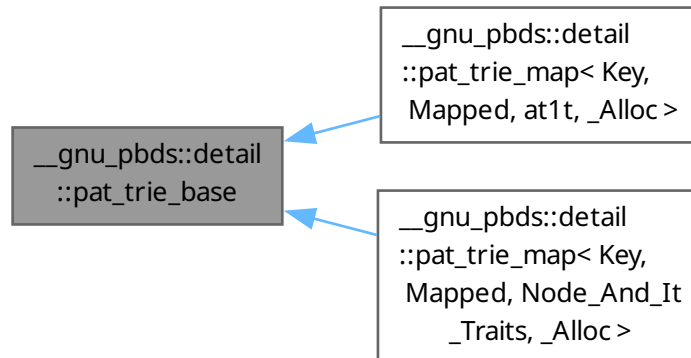 __gnu_pbds::detail
::pat_trie_map< Key,
Mapped, at1t, _Alloc >
__gnu_pbds::detail
::pat_trie_base
__gnu_pbds::detail
::pat_trie_map< Key,
Mapped, Node_And_It
_Traits, _Alloc >